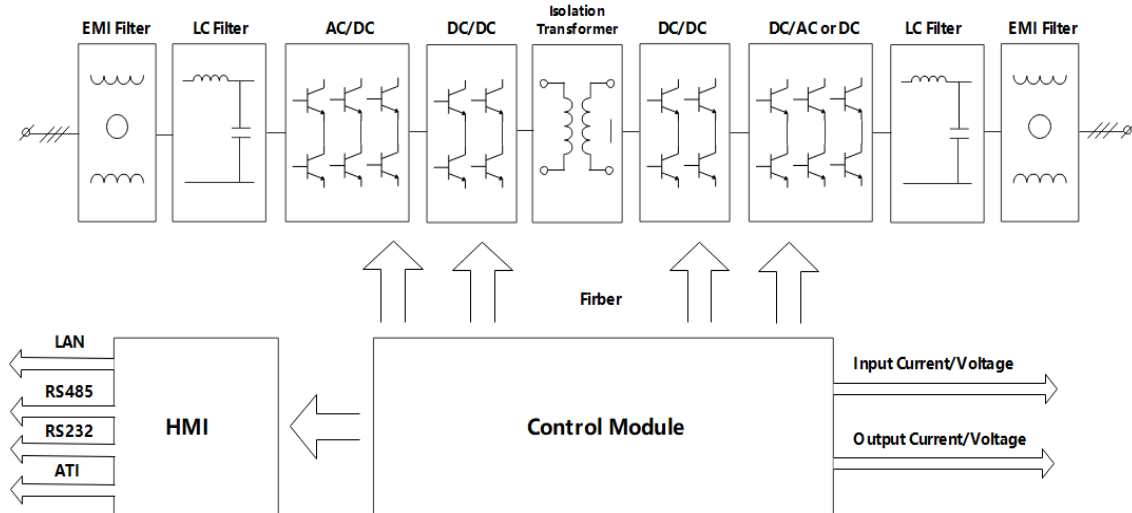 EMI Filter
LC Filter
AC/DC
DC/DC
Isolation
Transformer
DC/DC
DC/AC or DC
LC Filter
EMI Filter
Firber
LAN
RS485
RS232
ATI
HMI
Control Module
Input Current/Voltage
Output Current/Voltage